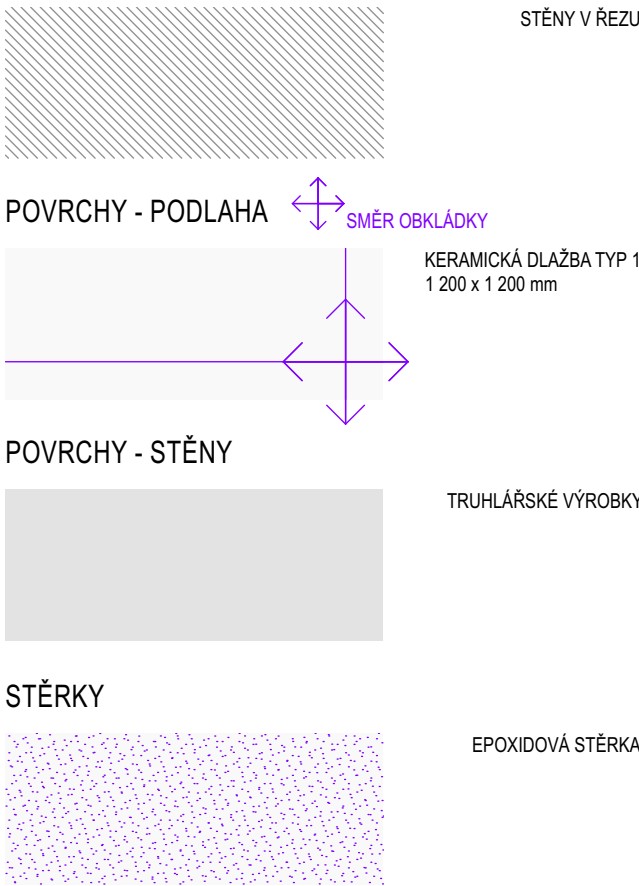 STĚNY V ŘEZU
POVRCHY - PODLAHA
SMĚR OBKLÁDKY
KERAMICKÁ DLAŽBA TYP 1
1 200 x 1 200 mm
POVRCHY - STĚNY
TRUHLÁŘSKÉ VÝROBKY
STĚRKY
EPOXIDOVÁ STĚRKA